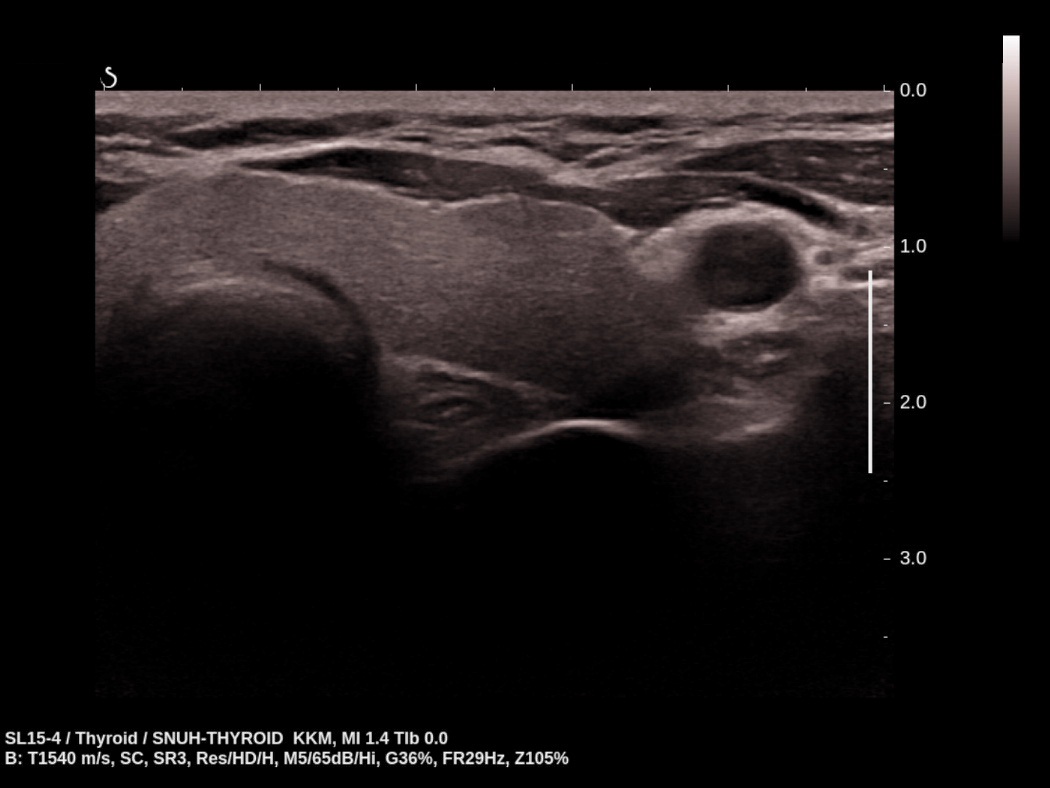 0.0
1.0
2.0
3.0
SL15-4 / Thyroid / SNUH-THYROID KKM, MI 1.4 TIb 0.0
B: T1540 m/s, SC, SR3, Res/HD/H, M5/65dB/Hi, G36%, FR29Hz, Z105%